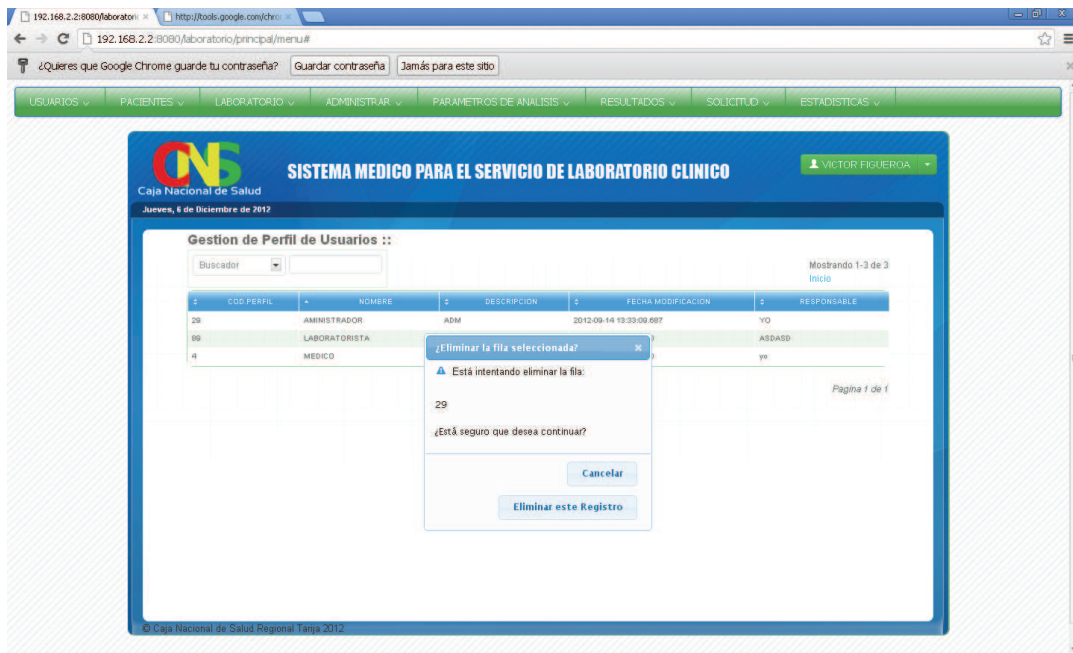 192.168.2.2:8080/laborator
http://tools.google.com/chro
192.168.2.2:8080/laboratorio/principal/menu#
¿Quieres que Google Chrome guarde tu contraseña? Guardar contraseña Jamás para este sitio
USUARIOS PACIENTES LABORATORIO ADMINISTRAR PARAMETROS DE ANALISIS RESULTADOS SOLICITUD ESTADISTICAS
CNS
Caja Nacional de Salud
SISTEMA MEDICO PARA EL SERVICIO DE LABORATORIO CLINICO
VICTOR FIGUEROA
Jueves, 6 de Diciembre de 2012
Gestion de Perfil de Usuarios ::
Buscador
Mostrando 1-3 de 3
Inicio
COD.PERFIL NOMBRE DESCRIPCION FECHA MODIFICACION RESPONSABLE
29 AMINISTRADOR ADM 2012-09-14 13:33:09.687 YO
89 LABORATORISTA ASDASD
4 MEDICO yo
¿Eliminar la fila seleccionada?
Está intentando eliminar la fila:
29
¿Está seguro que desea continuar?
Cancelar
Eliminar este Registro
Pagina 1 de 1
© Caja Nacional de Salud Regional Tarija 2012